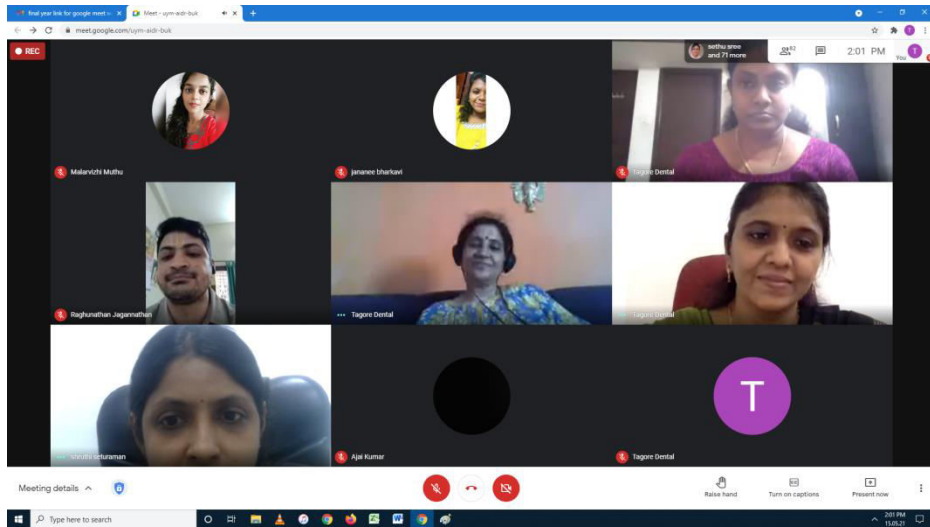 final year link for google meet
Meet - uym-aidr-buk
meet.google.com/uym-aidr-buk
REC
sethu sree
and 71 more
82
2:01 PM
You
T
Malarvizhi Muthu
jananee bharkavi
Tagore Dental
Raghunathan Jagannathan
Tagore Dental
Tagore Dental
shruthi seturaman
Ajai Kumar
T
Tagore Dental
Meeting details
Raise hand
Turn on captions
Present now
Type here to search
2:01 PM
15.05.21